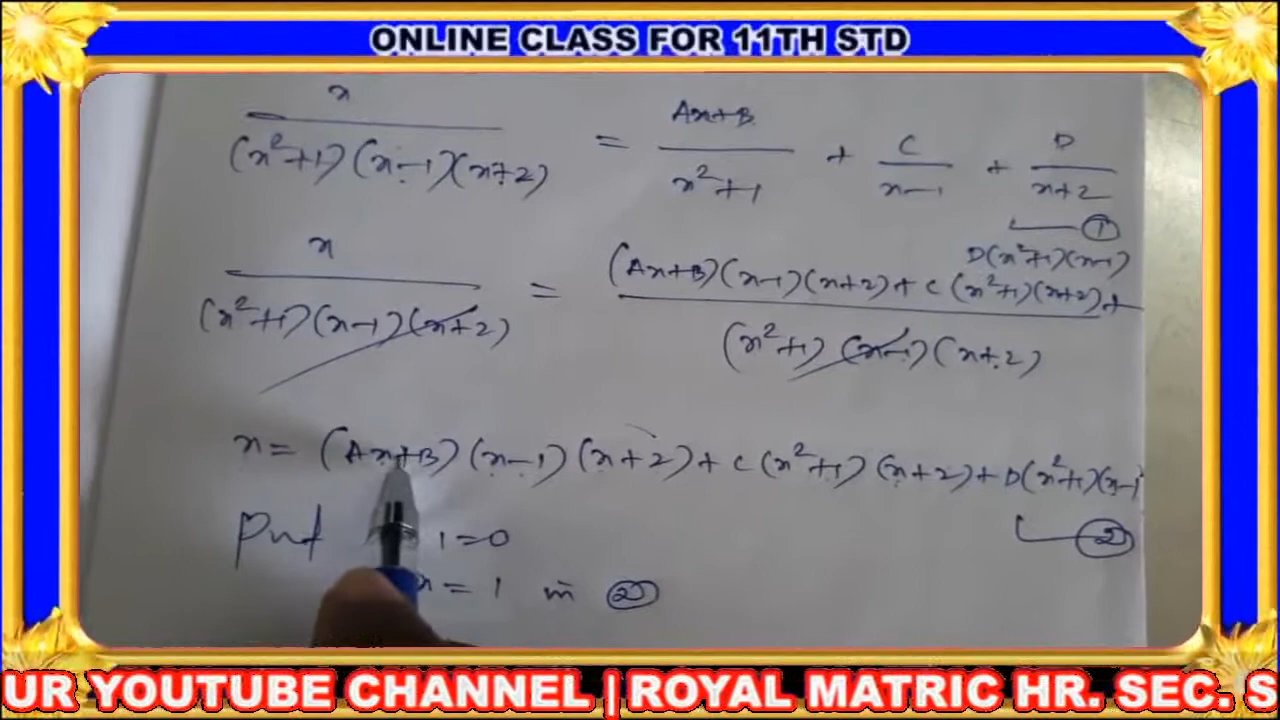 ONLINE CLASS FOR 11TH STD
x / (x²+1)(x-1)(x+2) = Ax+B / x²+1 + C / x-1 + D / x+2
①
x / (x²+1)(x-1)(x+2) = (Ax+B)(x-1)(x+2) + C(x²+1)(x+2) + D(x²+1)(x-1) / (x²+1)(x-1)(x+2)
x = (Ax+B)(x-1)(x+2) + C(x²+1)(x+2) + D(x²+1)(x-1
②
Put 1=0
x = 1 in ②
UR YOUTUBE CHANNEL | ROYAL MATRIC HR. SEC. S